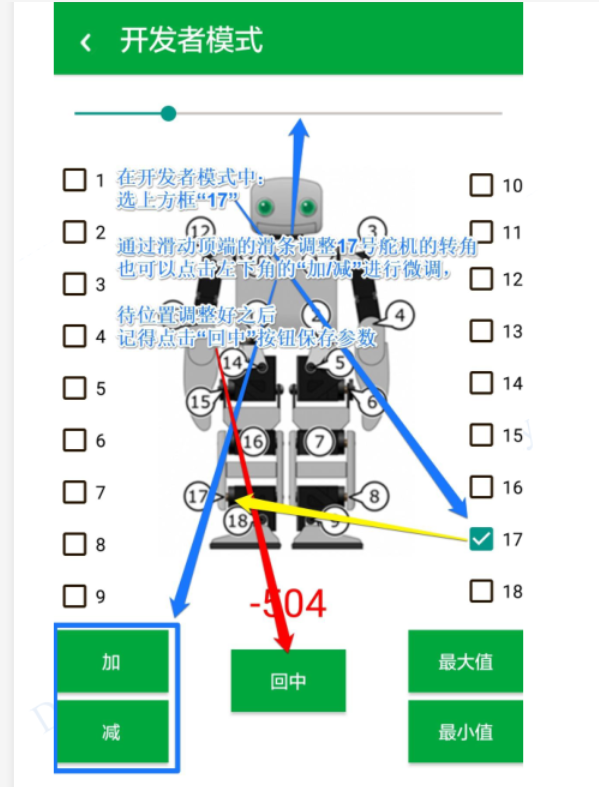 开发者模式
1
在开发者模式中：
选上方框“17”
10
2
12
3
11
通过滑动顶端的滑条调整17号舵机的转角
也可以点击左下角的“加/减”进行微调，
3
12
待位置调整好之后
记得点击“回中”按钮保存参数
2
4
4
13
14
5
5
14
15
6
6
16
7
15
7
17
8
16
18
9
8
17
9
-504
18
加
回中
最大值
减
最小值